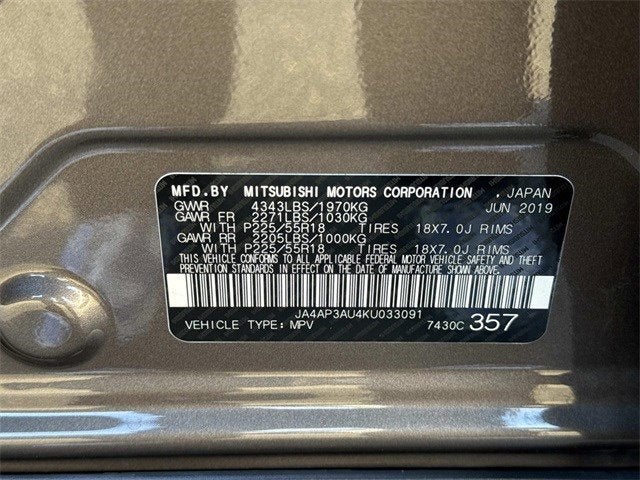 MFD.BY MITSUBISHI MOTORS CORPORATION , JAPAN
GVWR 4343LBS/1970KG JUN 2019
GAWR FR 2271LBS/1030KG
WITH P225/55R18 TIRES 18X7.0J RIMS
GAWR RR 2205LBS/1000KG
WITH P225/55R18 TIRES 18X7.0J RIMS
THIS VEHICLE CONFORMS TO ALL APPLICABLE FEDERAL MOTOR VEHICLE SAFETY AND THEFT
PREVENTION STANDARDS IN EFFECT ON THE DATE OF MANUFACTURE SHOWN ABOVE.
JA4AP3AU4KU033091
VEHICLE TYPE: MPV 7430C 357